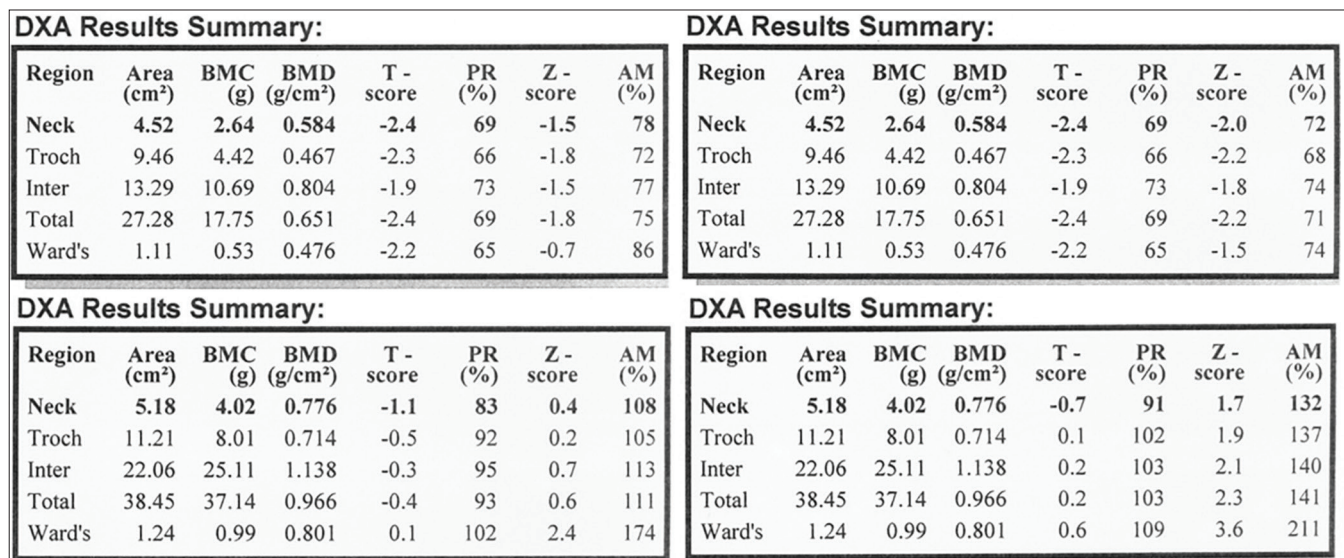 DXA Results Summary:
Region Area BMC BMD T - PR Z - AM
(cm²) (g) (g/cm²) score (%) score (%)
Neck 4.52 2.64 0.584 -2.4 69 -1.5 78
Troch 9.46 4.42 0.467 -2.3 66 -1.8 72
Inter 13.29 10.69 0.804 -1.9 73 -1.5 77
Total 27.28 17.75 0.651 -2.4 69 -1.8 75
Ward's 1.11 0.53 0.476 -2.2 65 -0.7 86
DXA Results Summary:
Region Area BMC BMD T - PR Z - AM
(cm²) (g) (g/cm²) score (%) score (%)
Neck 4.52 2.64 0.584 -2.4 69 -2.0 72
Troch 9.46 4.42 0.467 -2.3 66 -2.2 68
Inter 13.29 10.69 0.804 -1.9 73 -1.8 74
Total 27.28 17.75 0.651 -2.4 69 -2.2 71
Ward's 1.11 0.53 0.476 -2.2 65 -1.5 74
DXA Results Summary:
Region Area BMC BMD T - PR Z - AM
(cm²) (g) (g/cm²) score (%) score (%)
Neck 5.18 4.02 0.776 -1.1 83 0.4 108
Troch 11.21 8.01 0.714 -0.5 92 0.2 105
Inter 22.06 25.11 1.138 -0.3 95 0.7 113
Total 38.45 37.14 0.966 -0.4 93 0.6 111
Ward's 1.24 0.99 0.801 0.1 102 2.4 174
DXA Results Summary:
Region Area BMC BMD T - PR Z - AM
(cm²) (g) (g/cm²) score (%) score (%)
Neck 5.18 4.02 0.776 -0.7 91 1.7 132
Troch 11.21 8.01 0.714 0.1 102 1.9 137
Inter 22.06 25.11 1.138 0.2 103 2.1 140
Total 38.45 37.14 0.966 0.2 103 2.3 141
Ward's 1.24 0.99 0.801 0.6 109 3.6 211